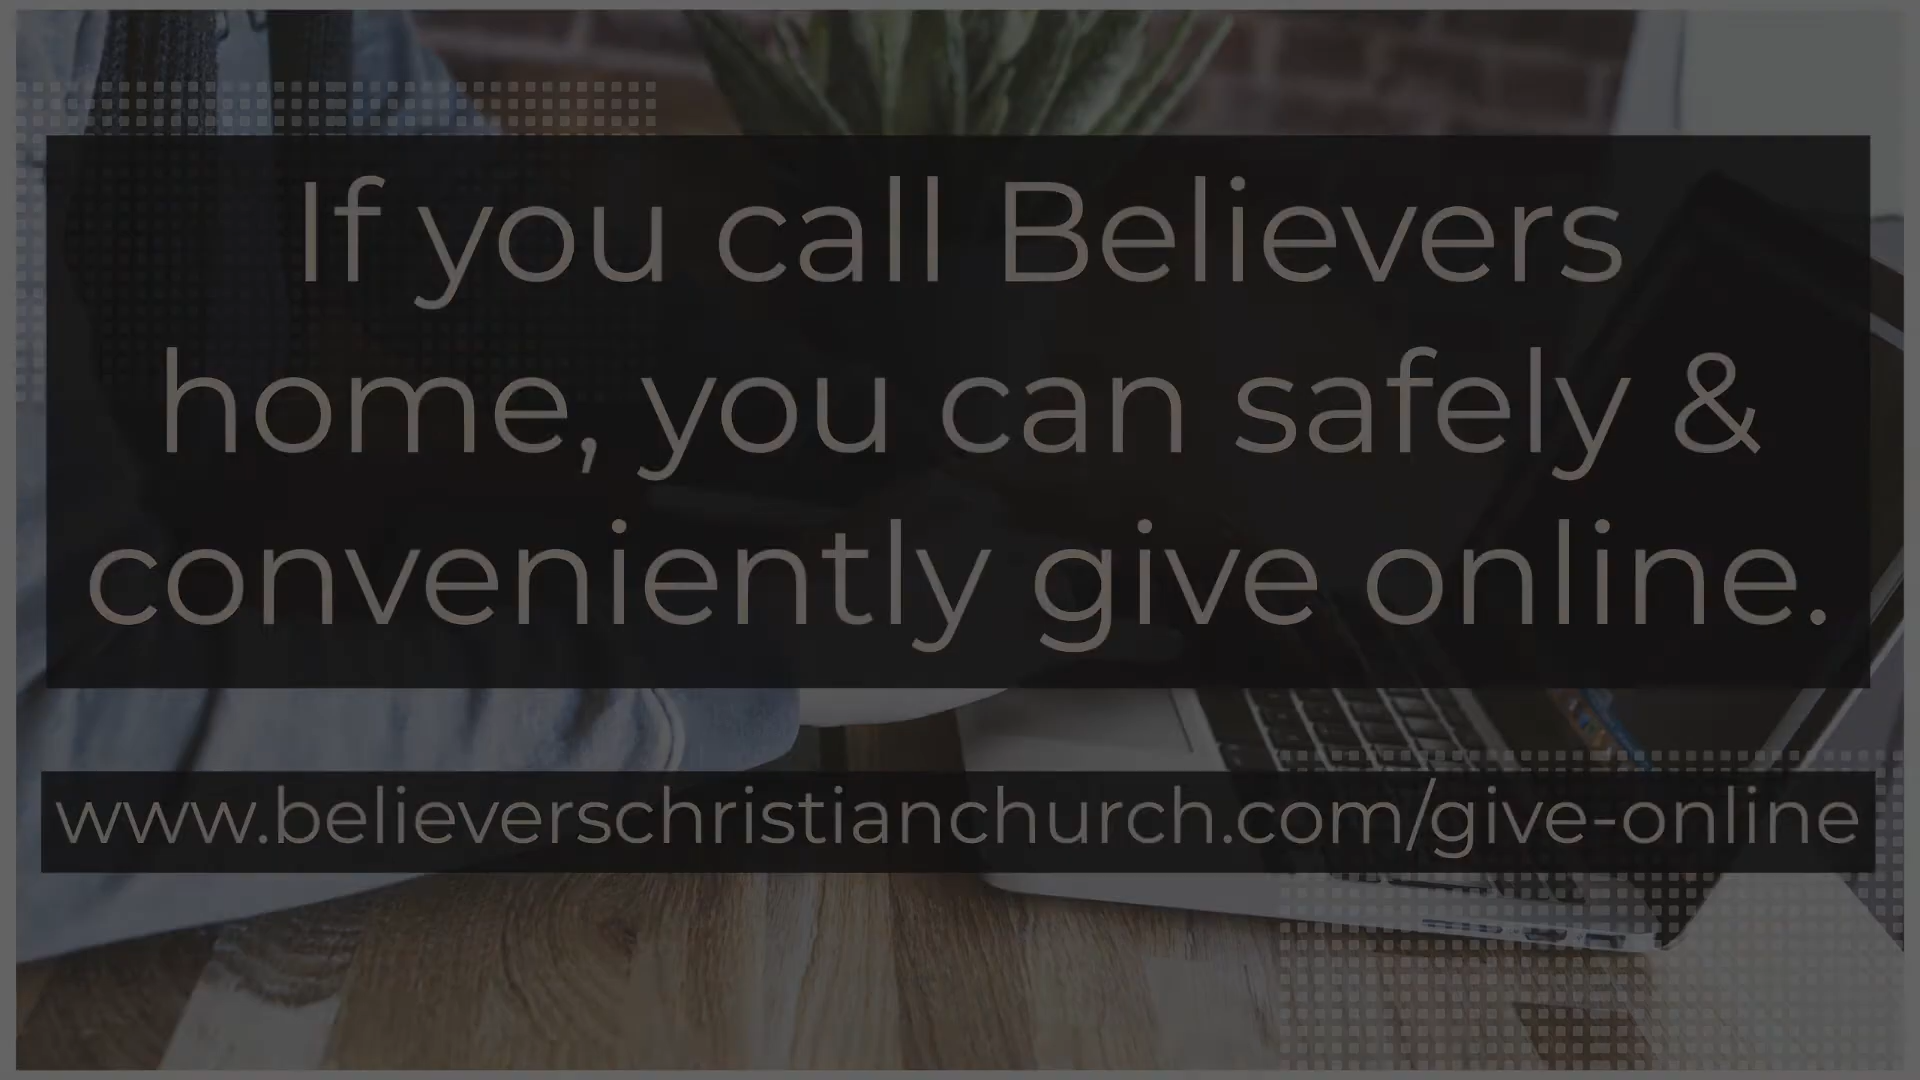 If you call Believers
home, you can safely &
conveniently give online.
www.believerschristianchurch.com/give-online